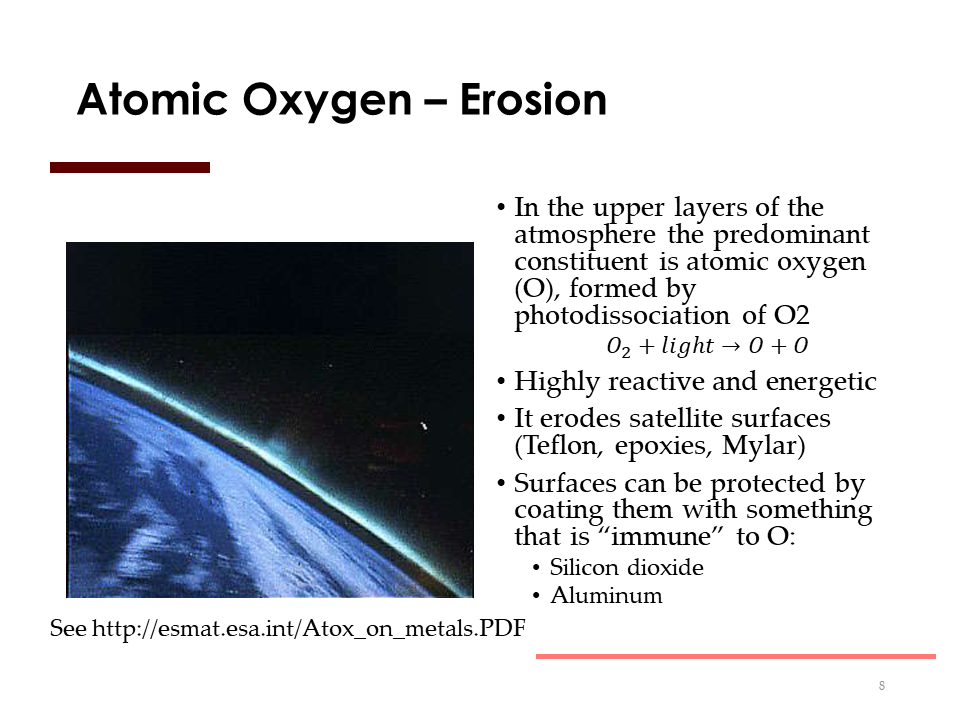 Atomic Oxygen – Erosion
• In the upper layers of the
atmosphere the predominant
constituent is atomic oxygen
(O), formed by
photodissociation of O2
𝑂₂ + 𝑙𝑖𝑔ℎ𝑡 → 𝑂 + 𝑂
• Highly reactive and energetic
• It erodes satellite surfaces
(Teflon, epoxies, Mylar)
• Surfaces can be protected by
coating them with something
that is “immune” to O:
• Silicon dioxide
• Aluminum
See http://esmat.esa.int/Atox_on_metals.PDF
8